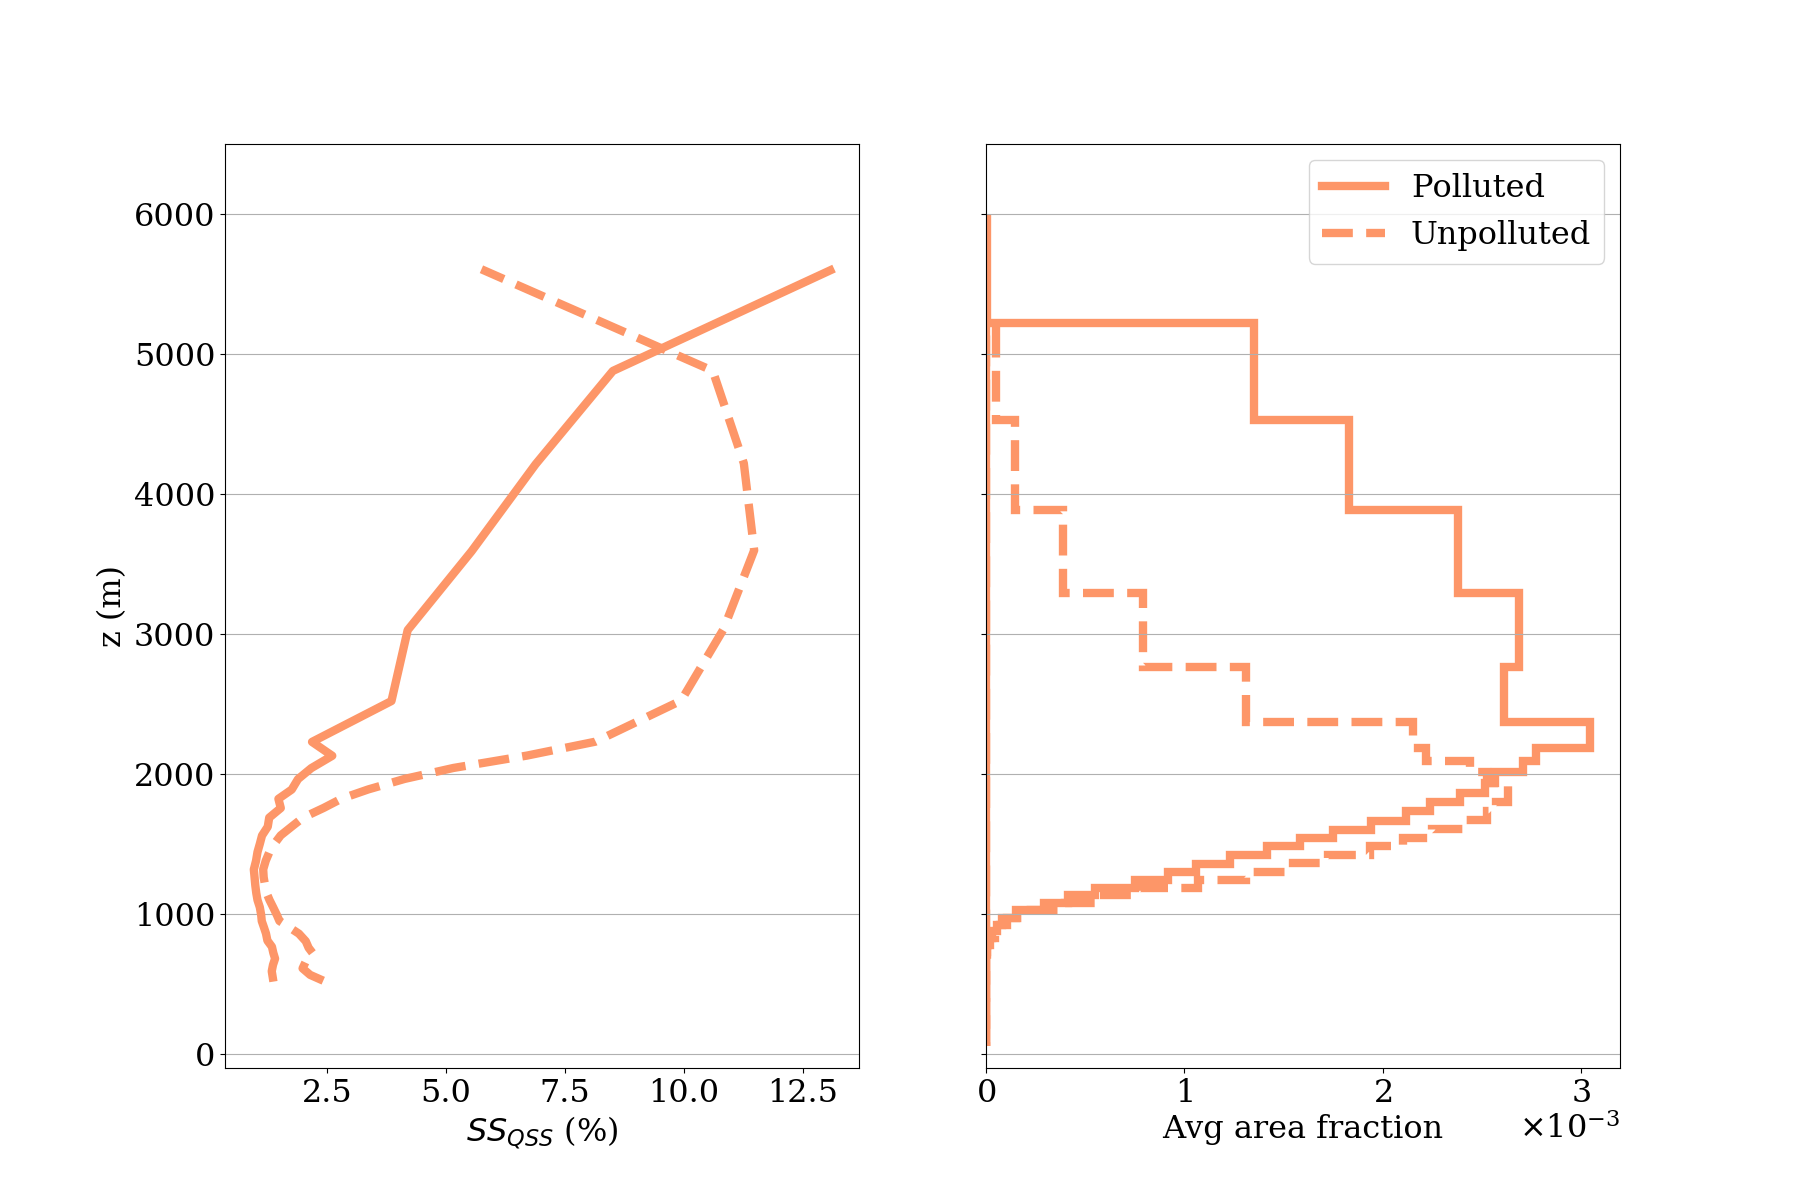 6000
5000
4000
3000
2000
1000
0
z (m)
2.5 5.0 7.5 10.0 12.5
SS_QSS (%)
Polluted
Unpolluted
0 1 2 3
Avg area fraction
×10⁻³